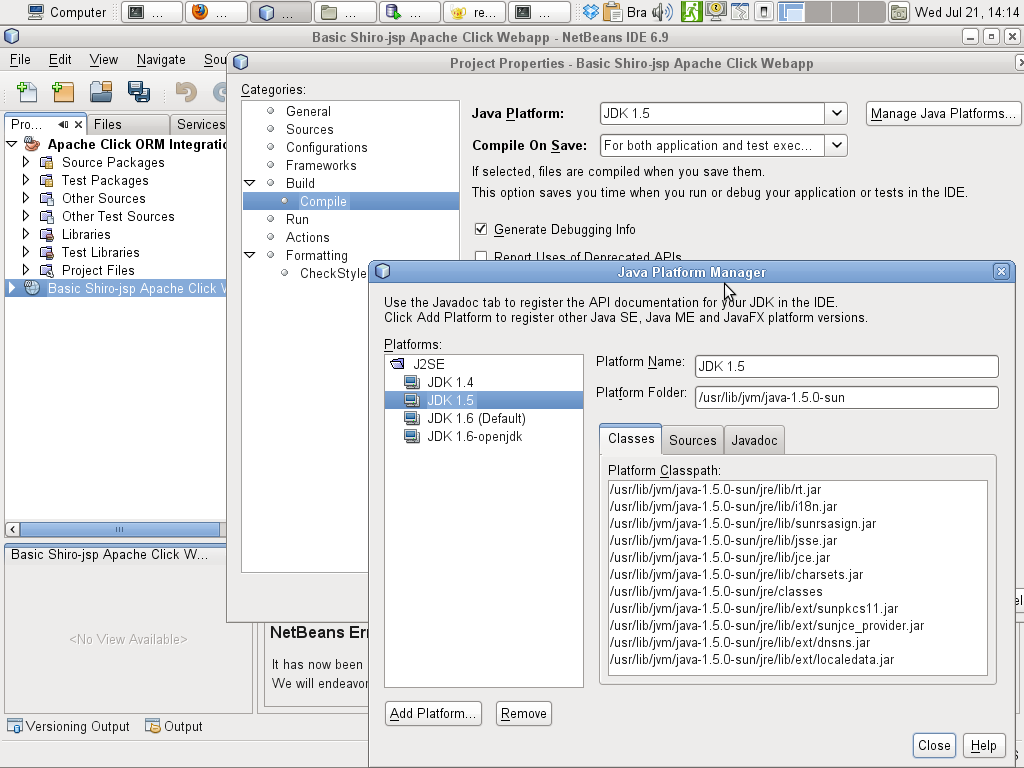 Computer
...
...
...
...
...
re...
...
Bra
Wed Jul 21, 14:14
Basic Shiro-jsp Apache Click Webapp - NetBeans IDE 6.9
File Edit View Navigate
Project Properties - Basic Shiro-jsp Apache Click Webapp
Pro...
Files
Services
Apache Click ORM
Source Packages
Test Packages
Other Sources
Other Test Sources
Libraries
Test Libraries
Project Files
Basic Shiro-jsp Apache Click
Basic Shiro-jsp Apache Click W...
<No View Available>
Versioning Output
Output
Categories:
General
Sources
Configurations
Frameworks
Build
Compile
Run
Actions
Formatting
CheckStyle
Java Platform:
JDK 1.5
Manage Java Platforms...
Compile On Save:
For both application and test exec...
If selected, files are compiled when you save them.
This option saves you time when you run or debug your application or tests in the IDE.
Generate Debugging Info
Report Uses of Deprecated APIs
NetBeans
It has now been
We will
Java Platform Manager
Use the Javadoc tab to register the API documentation for your JDK in the IDE.
Click Add Platform to register other Java SE, Java ME and JavaFX platform versions.
Platforms:
J2SE
JDK 1.4
JDK 1.5
JDK 1.6 (Default)
JDK 1.6-openjdk
Platform Name:
JDK 1.5
Platform Folder:
/usr/lib/jvm/java-1.5.0-sun
Classes
Sources
Javadoc
Platform Classpath:
/usr/lib/jvm/java-1.5.0-sun/jre/lib/rt.jar
/usr/lib/jvm/java-1.5.0-sun/jre/lib/i18n.jar
/usr/lib/jvm/java-1.5.0-sun/jre/lib/sunrsasign.jar
/usr/lib/jvm/java-1.5.0-sun/jre/lib/jsse.jar
/usr/lib/jvm/java-1.5.0-sun/jre/lib/jce.jar
/usr/lib/jvm/java-1.5.0-sun/jre/lib/charsets.jar
/usr/lib/jvm/java-1.5.0-sun/jre/classes
/usr/lib/jvm/java-1.5.0-sun/jre/lib/ext/sunpkcs11.jar
/usr/lib/jvm/java-1.5.0-sun/jre/lib/ext/sunjce_provider.jar
/usr/lib/jvm/java-1.5.0-sun/jre/lib/ext/dnsns.jar
/usr/lib/jvm/java-1.5.0-sun/jre/lib/ext/localedata.jar
Add Platform...
Remove
Close
Help